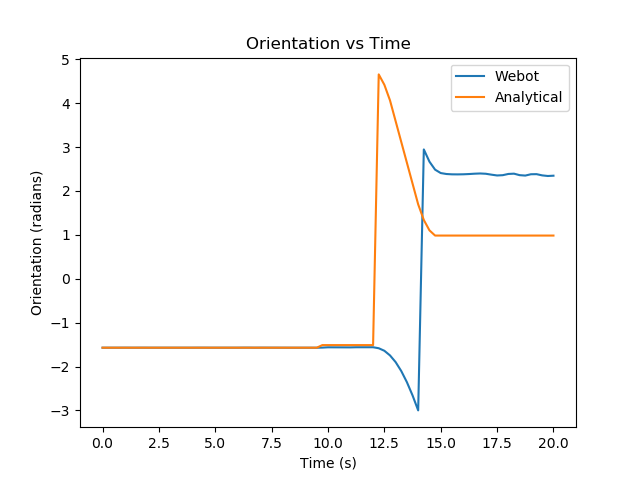 Orientation vs Time
Orientation (radians)
5
4
3
2
1
0
−1
−2
−3
Webot
Analytical
0.0 2.5 5.0 7.5 10.0 12.5 15.0 17.5 20.0
Time (s)